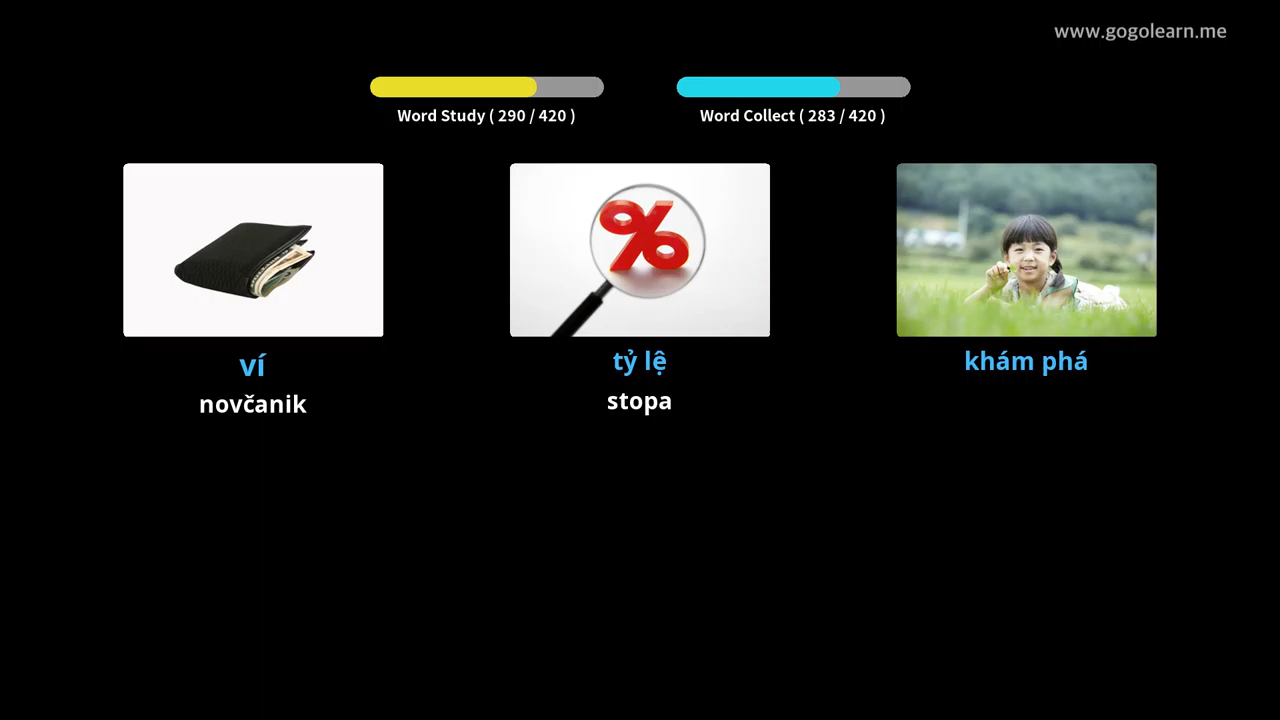 www.gogolearn.me
Word Study ( 290 / 420 )
Word Collect ( 283 / 420 )
ví
novčanik
tỷ lệ
stopa
khám phá